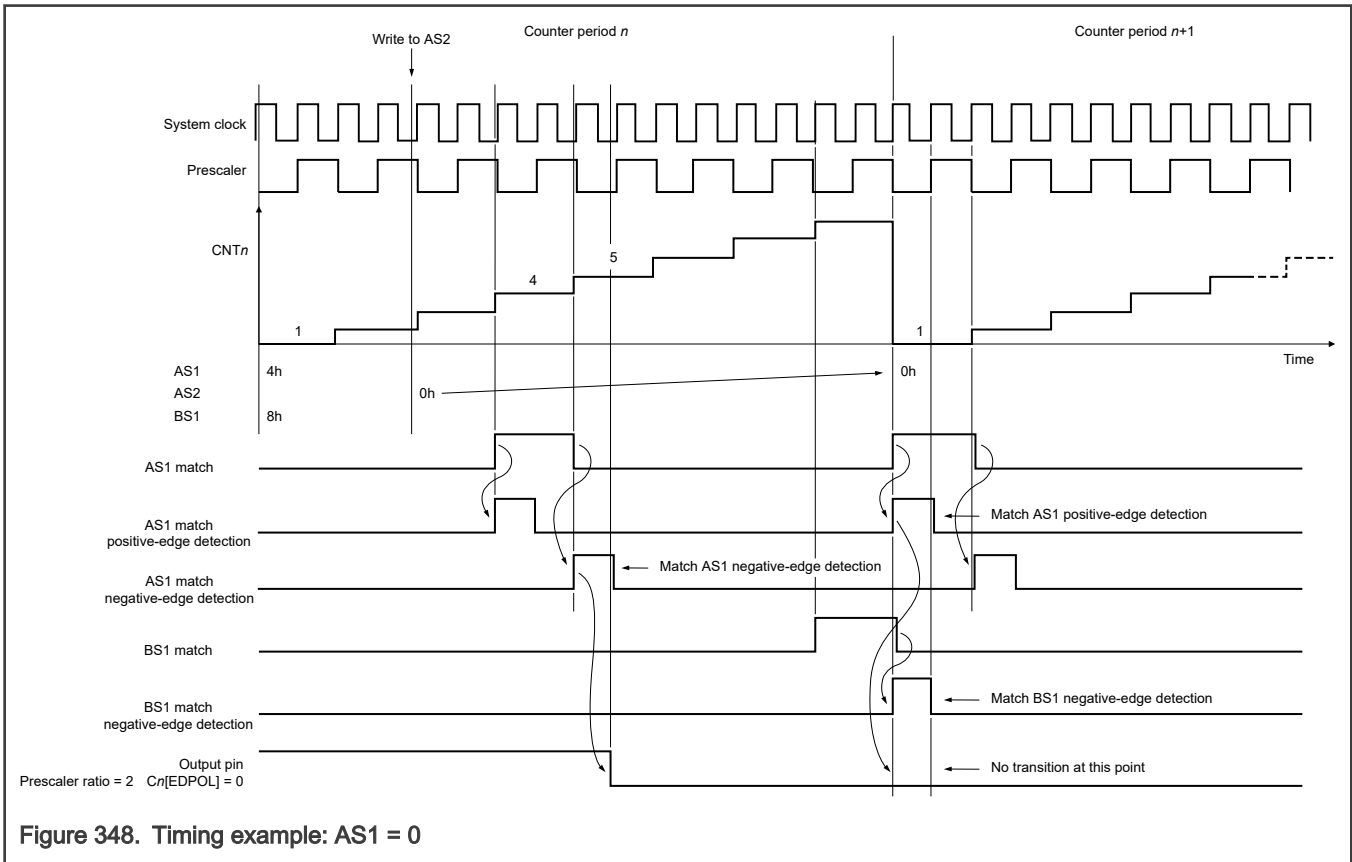 Write to AS2
Counter period n
Counter period n+1
System clock
Prescaler
CNTn
1
4
5
1
Time
AS1 4h 0h
AS2 0h
BS1 8h
AS1 match
AS1 match
positive-edge detection
Match AS1 positive-edge detection
AS1 match
negative-edge detection
Match AS1 negative-edge detection
BS1 match
BS1 match
negative-edge detection
Match BS1 negative-edge detection
Output pin
Prescaler ratio = 2 Cn[EDPOL] = 0
No transition at this point
Figure 348. Timing example: AS1 = 0